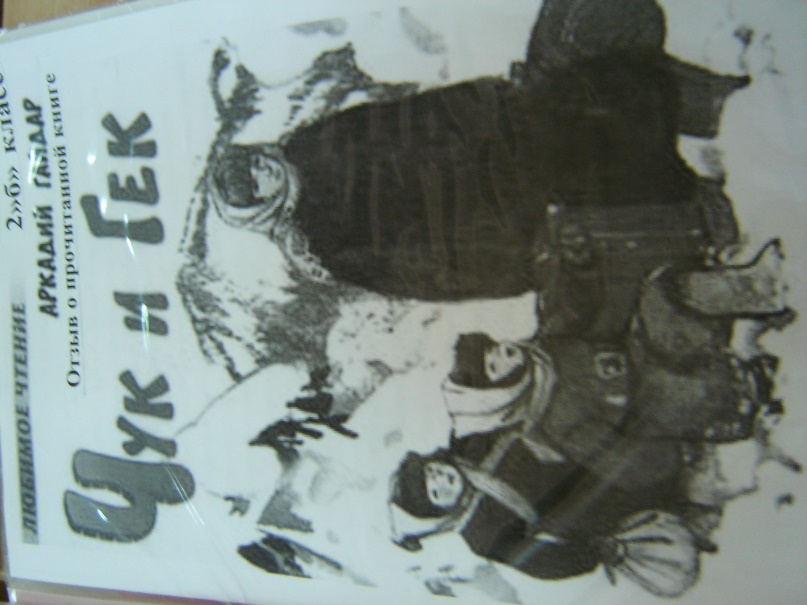 2»б» класс
ЛЮБИМОЕ ЧТЕНИЕ
АРКАДИЙ ГАЙДАР
Отзыв о прочитанной книге
ЧУК И ГЕК